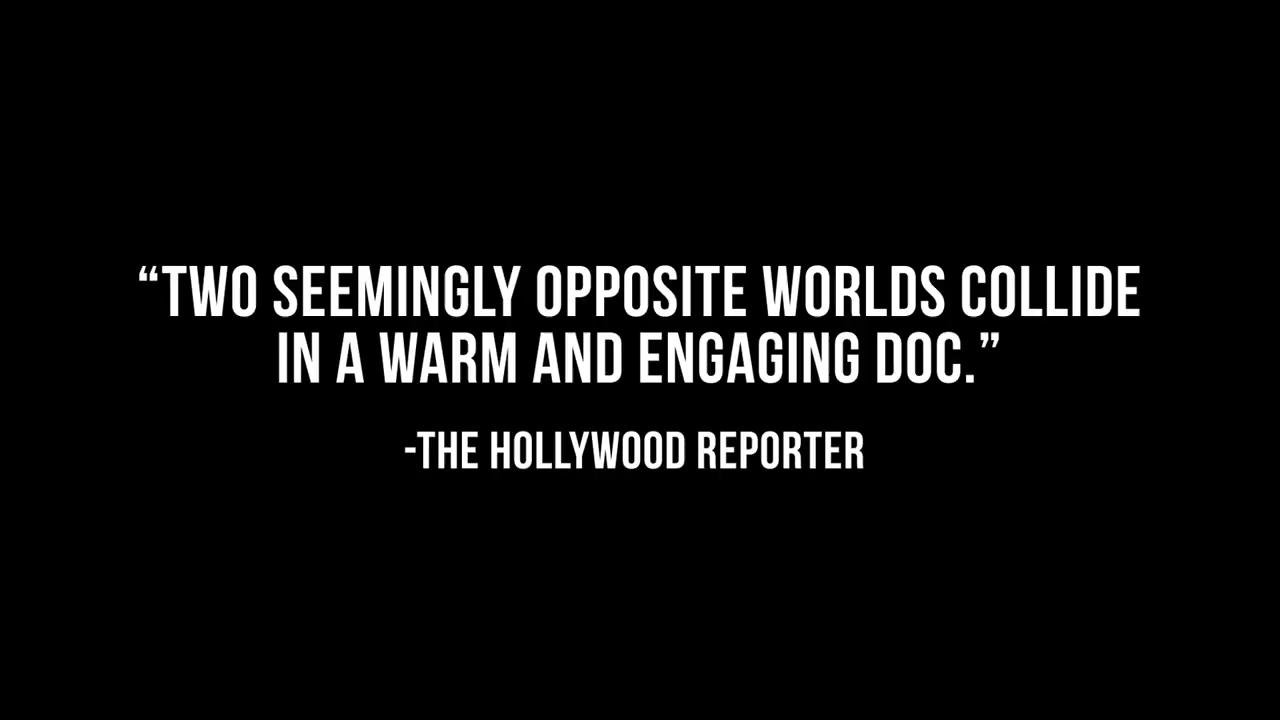 “TWO SEEMINGLY OPPOSITE WORLDS COLLIDE
IN A WARM AND ENGAGING DOC.”
-THE HOLLYWOOD REPORTER